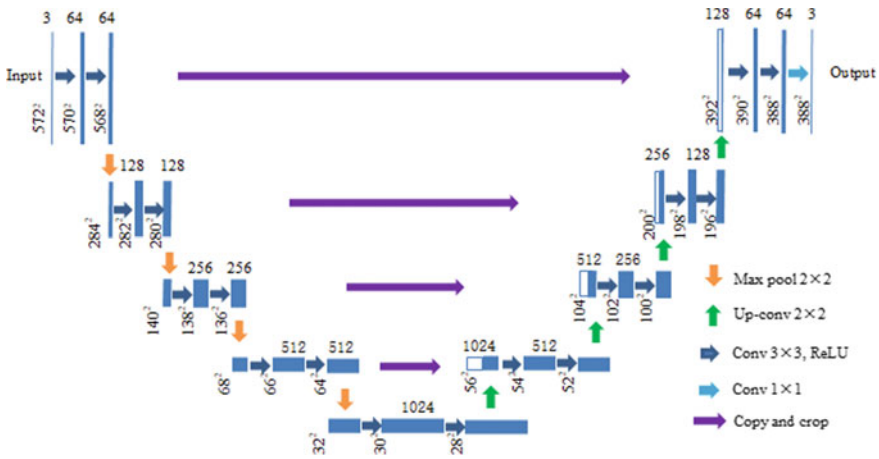 3 64 64
128 64 64 3
Input
Output
572² 570² 568²
392² 390² 388² 388²
128 128
256 128
284² 282² 280²
200² 198² 196²
256 256
512 256
140² 138² 136²
104² 102² 100²
512 512
1024 512
68² 66² 64²
56² 54² 52²
1024
32² 30² 28²
Max pool 2×2
Up-conv 2×2
Conv 3×3, ReLU
Conv 1×1
Copy and crop